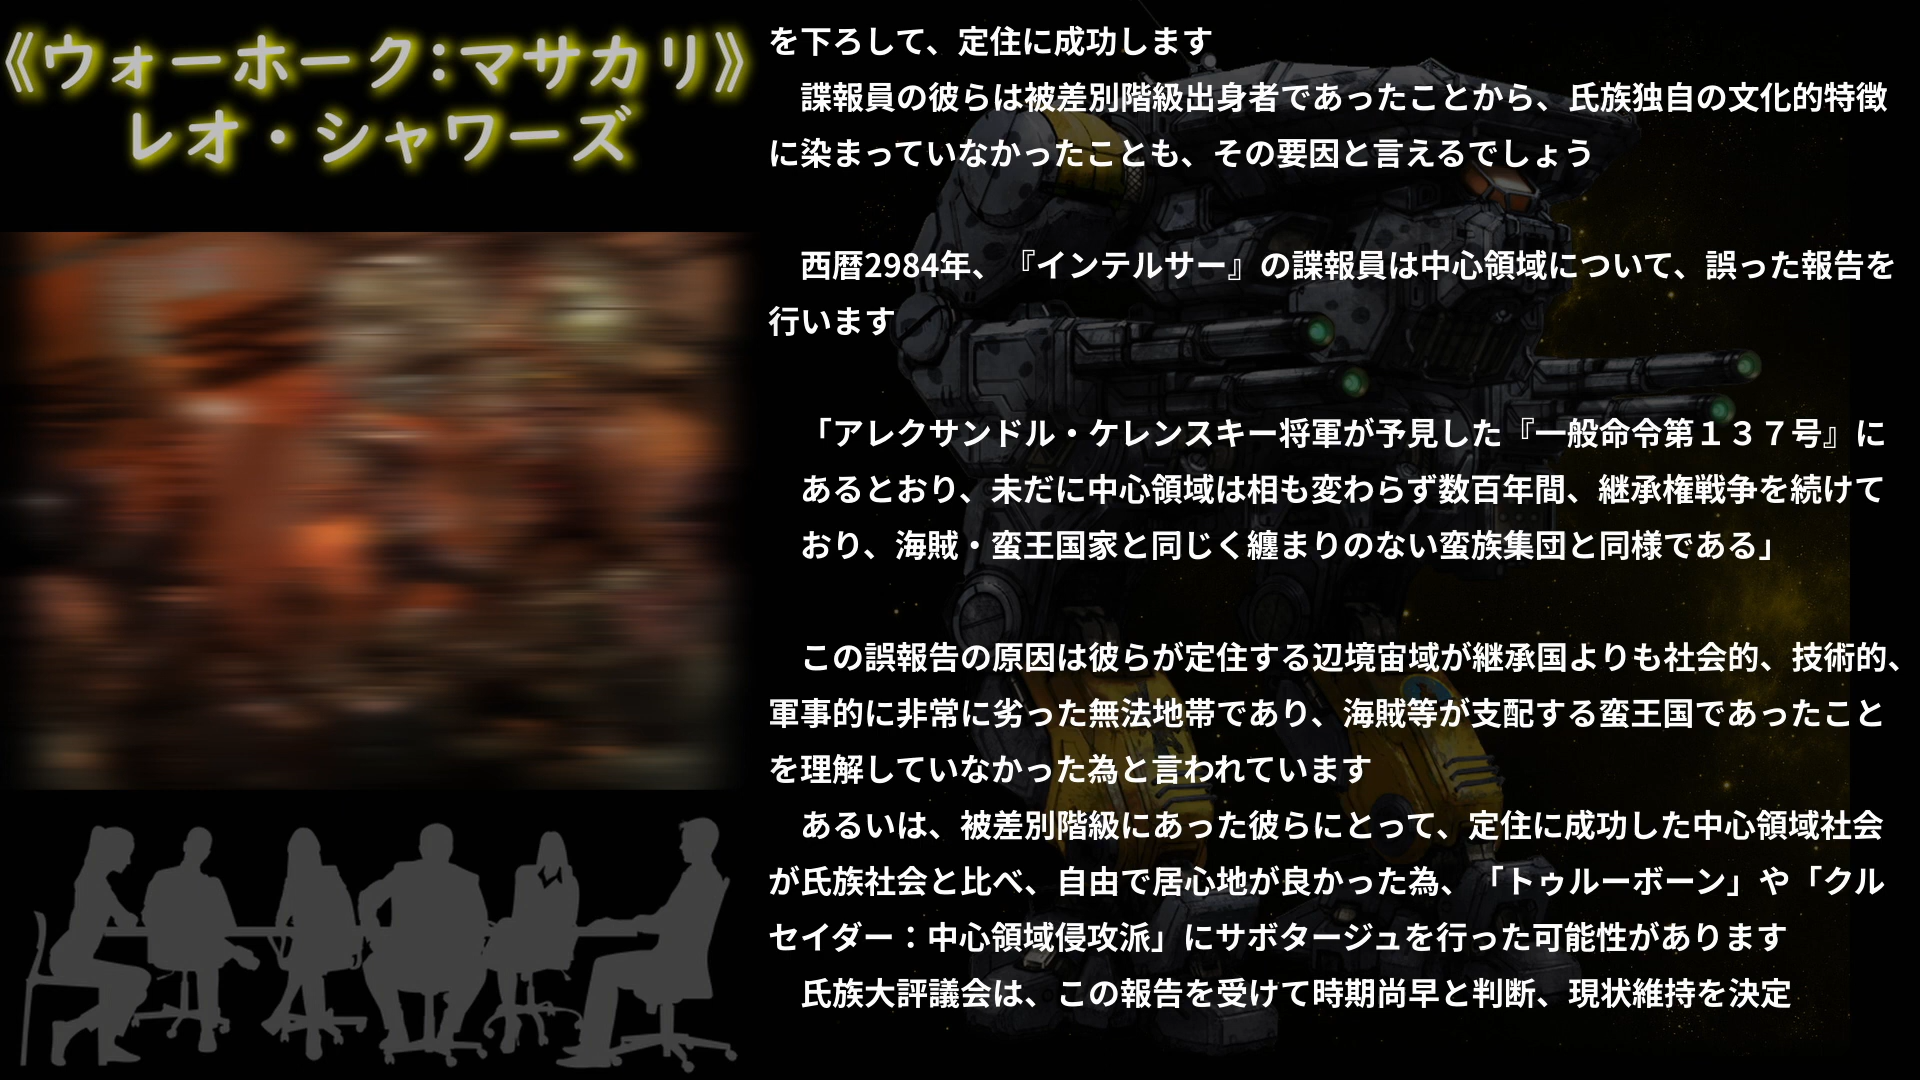 《ウォーホーク:マサカリ》
レオ・シャワーズ
を下ろして、定住に成功します
諜報員の彼らは被差別階級出身者であったことから、氏族独自の文化的特徴
に染まっていなかったことも、その要因と言えるでしょう
西暦2984年、『インテルサー』の諜報員は中心領域について、誤った報告を
行います
「アレクサンドル・ケレンスキー将軍が予見した『一般命令第１３７号』に
あるとおり、未だに中心領域は相も変わらず数百年間、継承権戦争を続けて
おり、海賊・蛮王国家と同じく纏まりのない蛮族集団と同様である」
この誤報告の原因は彼らが定住する辺境宙域が継承国よりも社会的、技術的、
軍事的に非常に劣った無法地帯であり、海賊等が支配する蛮王国であったこと
を理解していなかった為と言われています
あるいは、被差別階級にあった彼らにとって、定住に成功した中心領域社会
が氏族社会と比べ、自由で居心地が良かった為、「トゥルーボーン」や「クル
セイダー：中心領域侵攻派」にサボタージュを行った可能性があります
氏族大評議会は、この報告を受けて時期尚早と判断、現状維持を決定